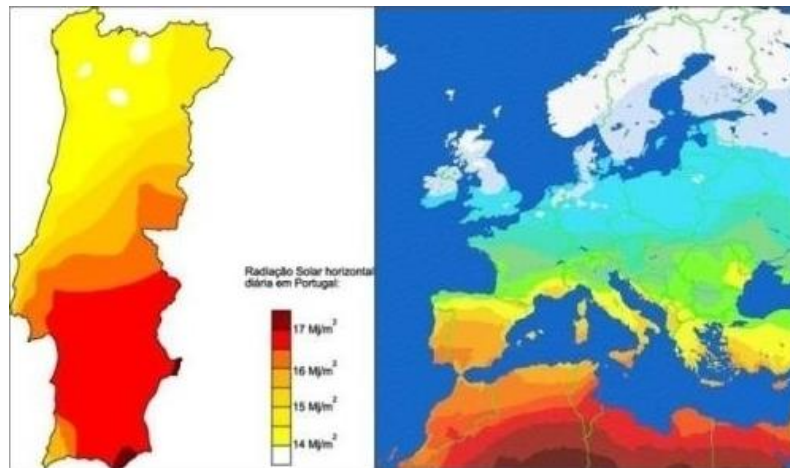 Radiação Solar horizontal
diária em Portugal:
17 Mj/m²
16 Mj/m²
15 Mj/m²
14 Mj/m²